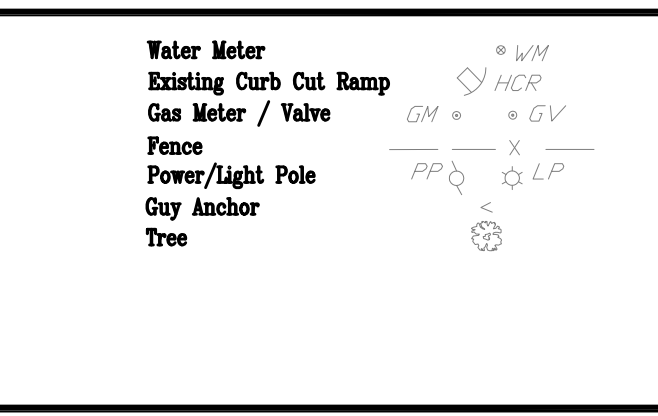 Water Meter WM
Existing Curb Cut Ramp HCR
Gas Meter / Valve GM GV
Fence X
Power/Light Pole PP LP
Guy Anchor <
Tree